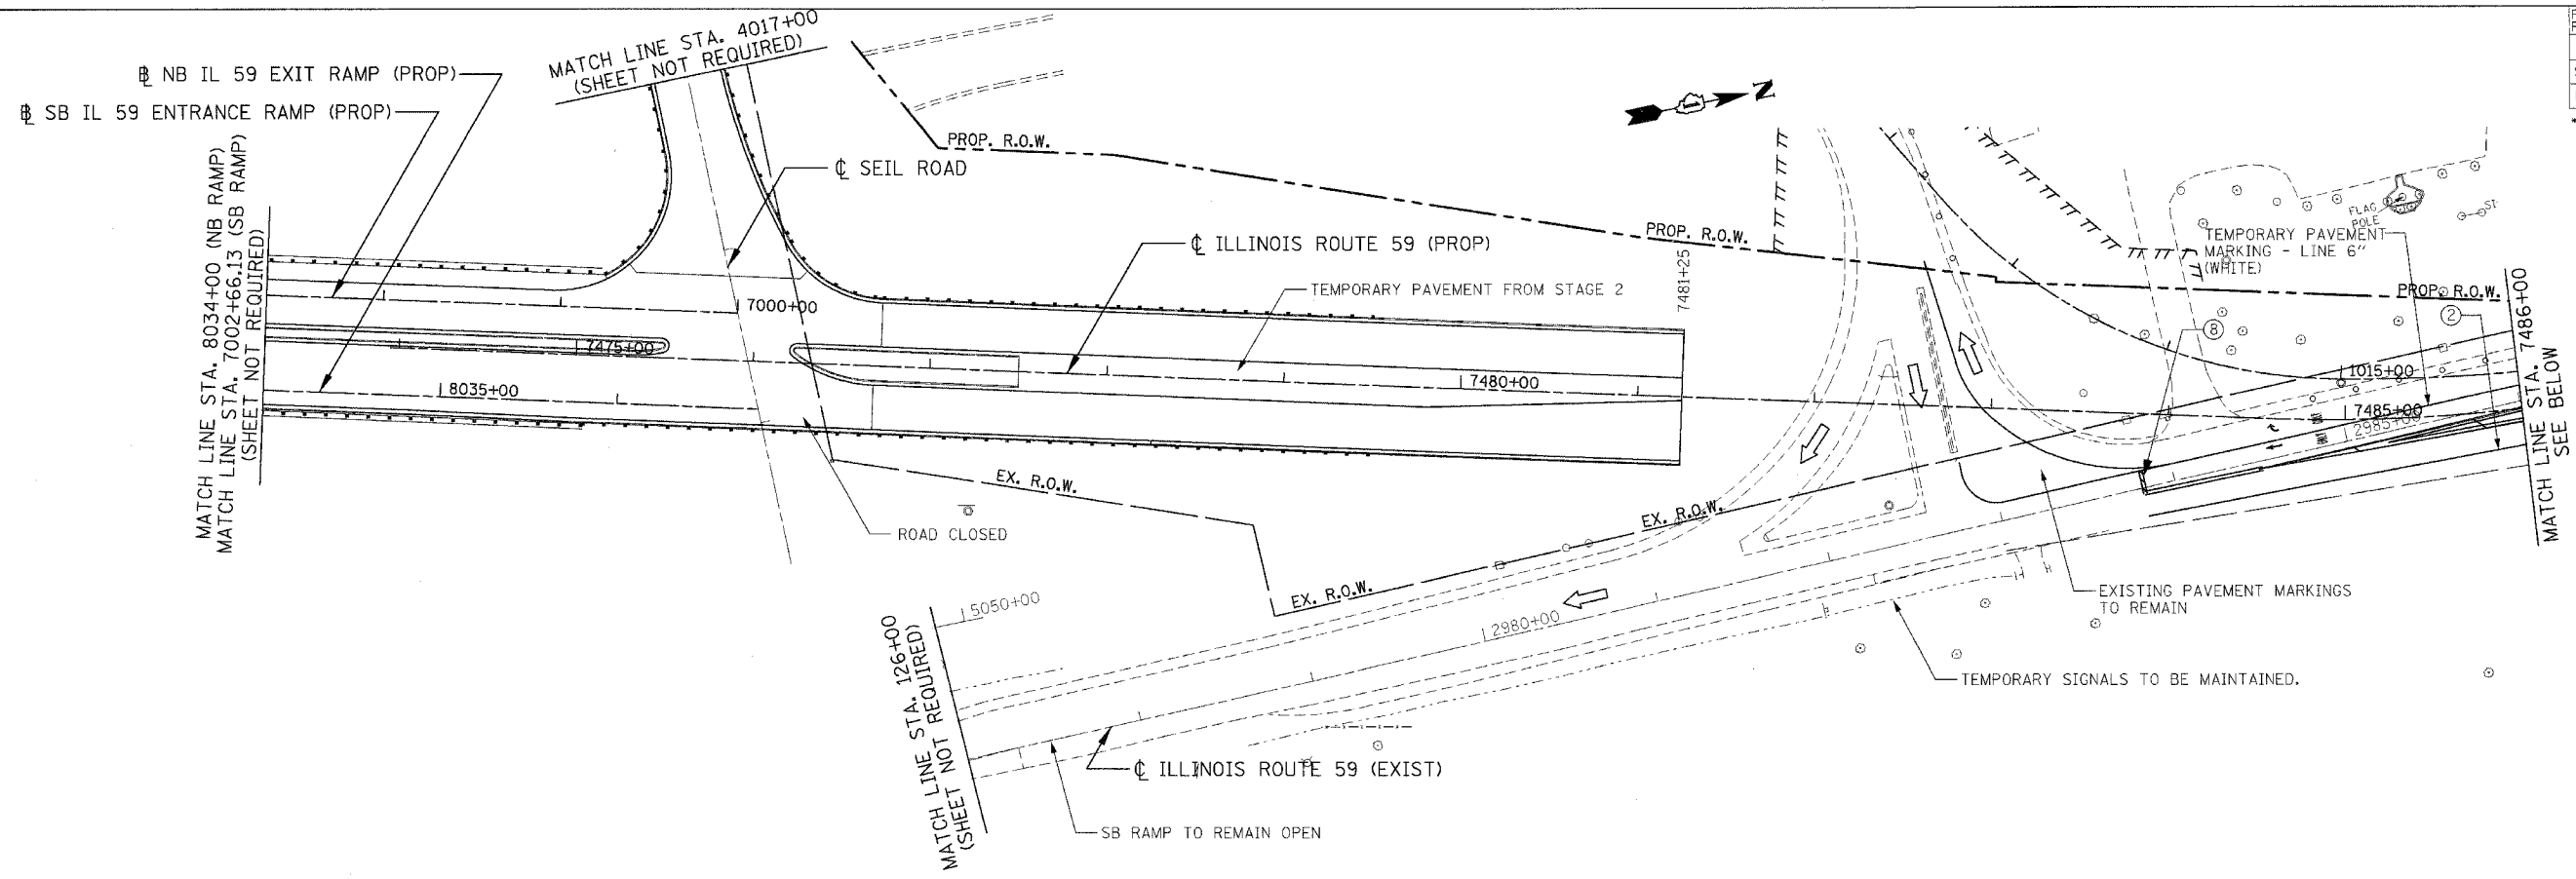 MATCH LINE STA. 4017+00
(SHEET NOT REQUIRED)
℄ NB IL 59 EXIT RAMP (PROP)
℄ SB IL 59 ENTRANCE RAMP (PROP)
MATCH LINE STA. 8034+00 (NB RAMP)
MATCH LINE STA. 7002+66.13 (SB RAMP)
(SHEET NOT REQUIRED)
PROP. R.O.W.
℄ SEIL ROAD
N
℄ ILLINOIS ROUTE 59 (PROP)
PROP. R.O.W.
7481+25
TEMPORARY PAVEMENT FROM STAGE 2
7000+00
7475+00
8035+00
7480+00
FLAG
POLE
TEMPORARY PAVEMENT
MARKING - LINE 6"
(WHITE)
PROP. R.O.W.
8
2
1015+00
7485+00
2985+00
MATCH LINE STA. 7486+00
SEE BELOW
EX. R.O.W.
ROAD CLOSED
EX. R.O.W.
EX. R.O.W.
5050+00
2980+00
EXISTING PAVEMENT MARKINGS
TO REMAIN
TEMPORARY SIGNALS TO BE MAINTAINED.
MATCH LINE STA. 126+00
(SHEET NOT REQUIRED)
℄ ILLINOIS ROUTE 59 (EXIST)
SB RAMP TO REMAIN OPEN